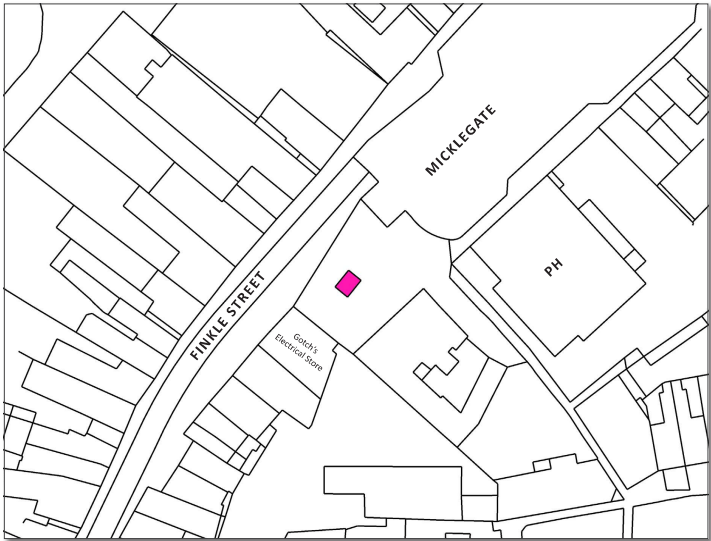 MICKLEGATE
PH
FINKLE STREET
Gotch's
Electrical Store